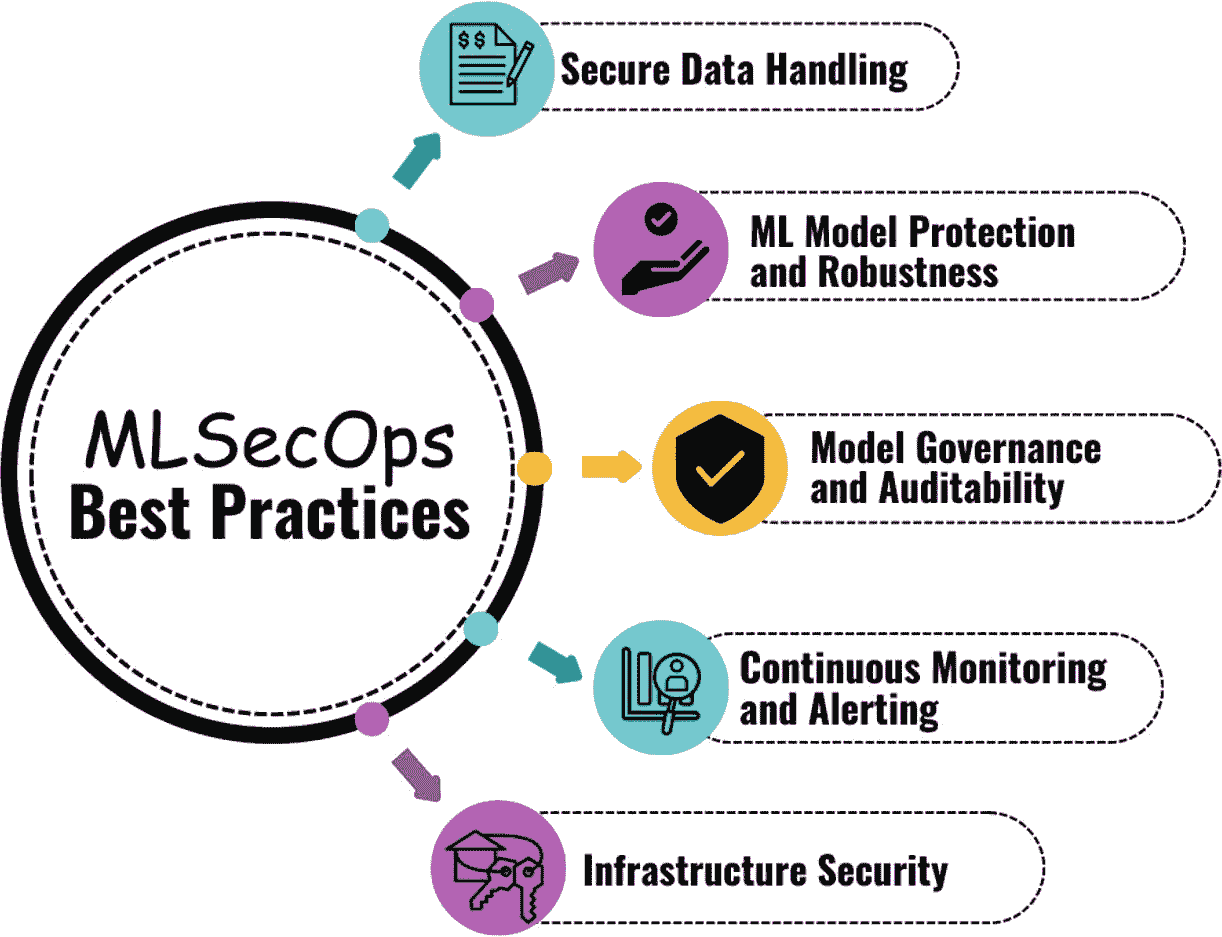 $ $
Secure Data Handling
ML Model Protection
and Robustness
MLSecOps
Best Practices
Model Governance
and Auditability
Continuous Monitoring
and Alerting
Infrastructure Security